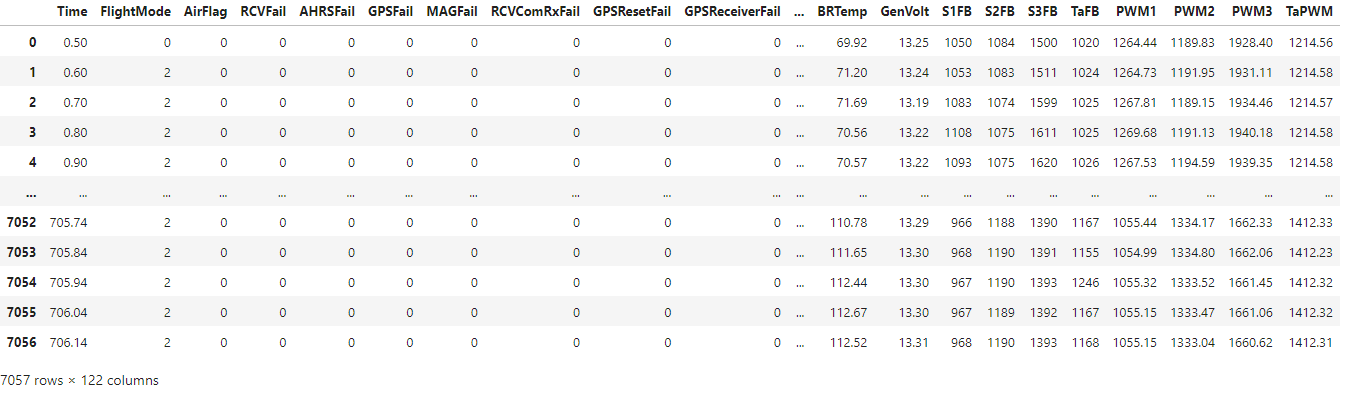 Time FlightMode AirFlag RCVFail AHRSFail GPSFail MAGFail RCVComRxFail GPSResetFail GPSReceiverFail ... BRTemp GenVolt S1FB S2FB S3FB TaFB PWM1 PWM2 PWM3 TaPWM
0 0.50 0 0 0 0 0 0 0 0 0 ... 69.92 13.25 1050 1084 1500 1020 1264.44 1189.83 1928.40 1214.56
1 0.60 2 0 0 0 0 0 0 0 0 ... 71.20 13.24 1053 1083 1511 1024 1264.73 1191.95 1931.11 1214.58
2 0.70 2 0 0 0 0 0 0 0 0 ... 71.69 13.19 1083 1074 1599 1025 1267.81 1189.15 1934.46 1214.57
3 0.80 2 0 0 0 0 0 0 0 0 ... 70.56 13.22 1108 1075 1611 1025 1269.68 1191.13 1940.18 1214.58
4 0.90 2 0 0 0 0 0 0 0 0 ... 70.57 13.22 1093 1075 1620 1026 1267.53 1194.59 1939.35 1214.58
... ... ... ... ... ... ... ... ... ... ... ... ... ... ... ... ... ... ... ... ... ...
7052 705.74 2 0 0 0 0 0 0 0 0 ... 110.78 13.29 966 1188 1390 1167 1055.44 1334.17 1662.33 1412.33
7053 705.84 2 0 0 0 0 0 0 0 0 ... 111.65 13.30 968 1190 1391 1155 1054.99 1334.80 1662.06 1412.23
7054 705.94 2 0 0 0 0 0 0 0 0 ... 112.44 13.30 967 1190 1393 1246 1055.32 1333.52 1661.45 1412.32
7055 706.04 2 0 0 0 0 0 0 0 0 ... 112.67 13.30 967 1189 1392 1167 1055.15 1333.47 1661.06 1412.32
7056 706.14 2 0 0 0 0 0 0 0 0 ... 112.52 13.31 968 1190 1393 1168 1055.15 1333.04 1660.62 1412.31
7057 rows × 122 columns